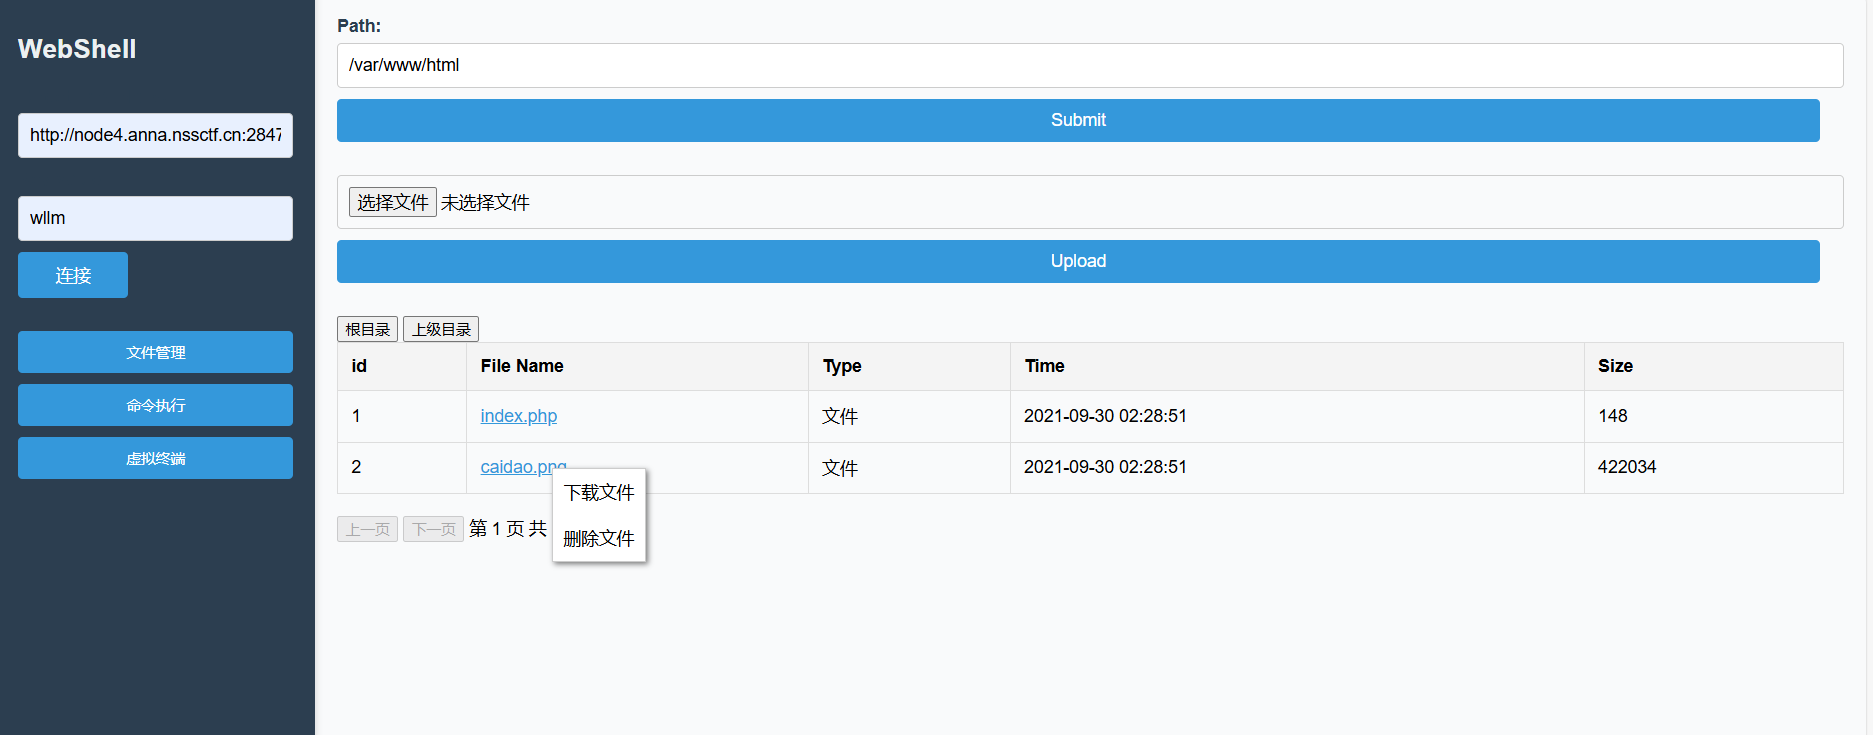 WebShell
http://node4.anna.nssctf.cn:2847
wllm
连接
文件管理
命令执行
虚拟终端
Path:
/var/www/html
Submit
选择文件 未选择文件
Upload
根目录 上级目录
id File Name Type Time Size
1 index.php 文件 2021-09-30 02:28:51 148
2 caidao.png 文件 2021-09-30 02:28:51 422034
下载文件
删除文件
上一页 下一页 第 1 页 共